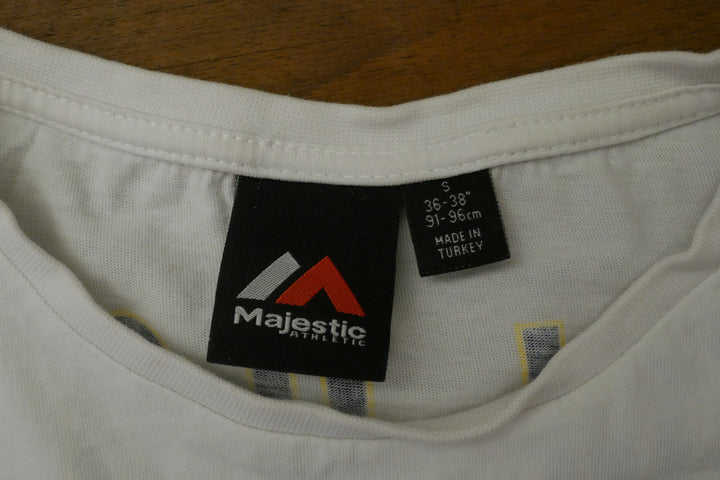 Majestic
ATHLETIC
S
36-38"
91-96cm
MADE IN
TURKEY